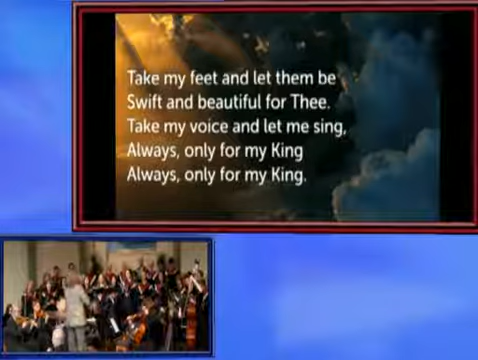 Take my feet and let them be
Swift and beautiful for Thee.
Take my voice and let me sing,
Always, only for my King
Always, only for my King.